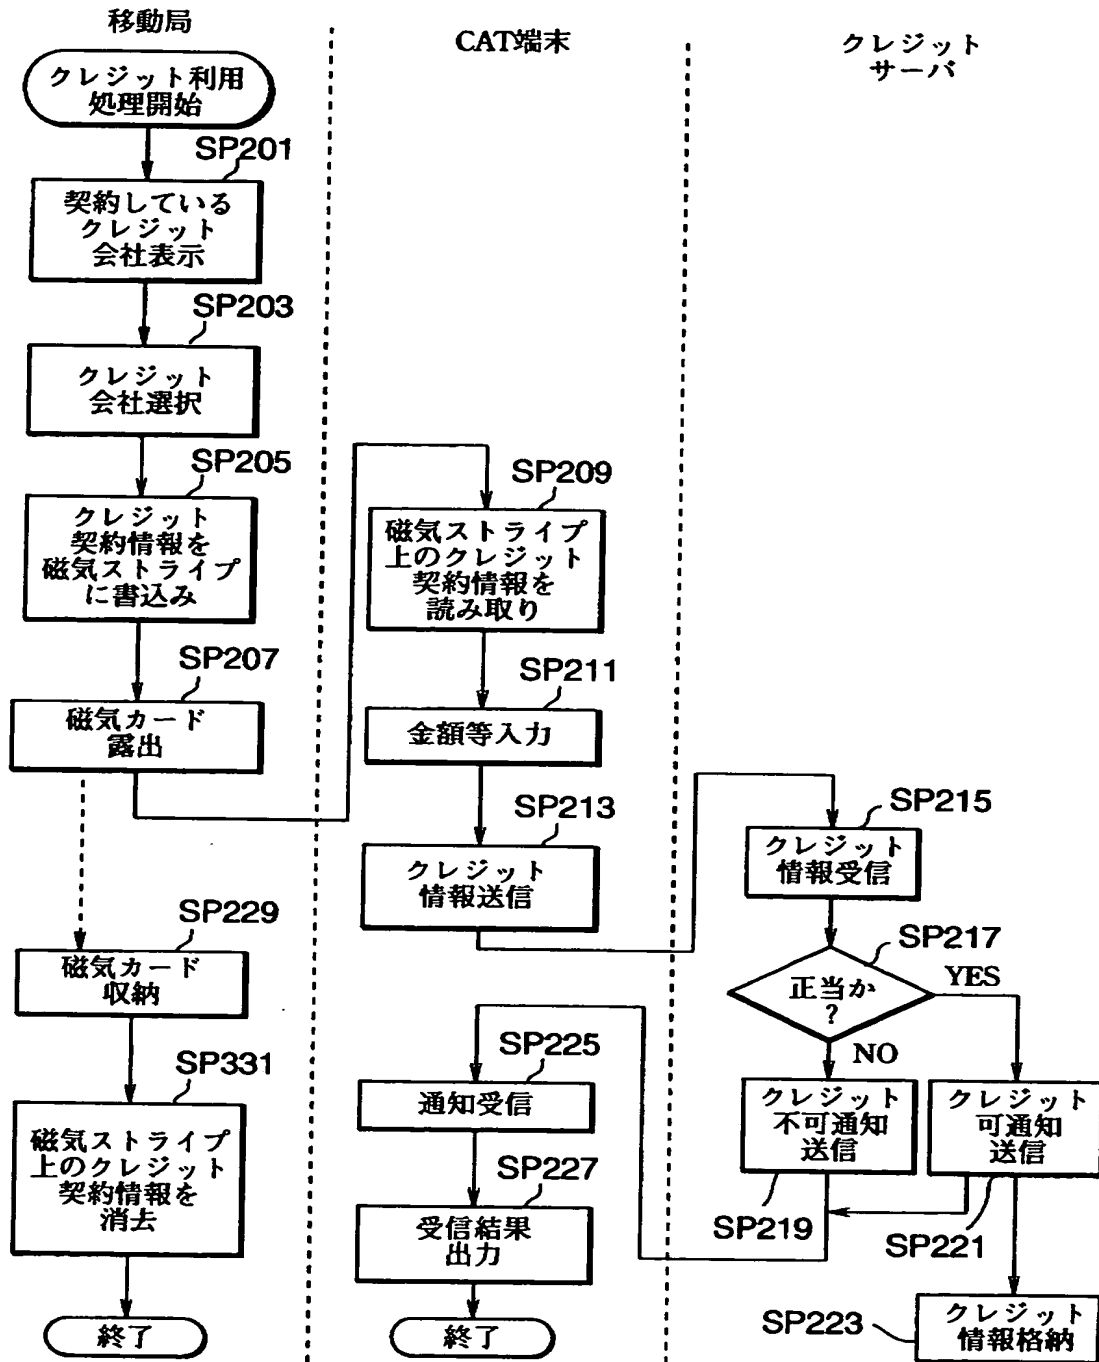 移動局
クレジット利用
処理開始
SP201
契約している
クレジット
会社表示
SP203
クレジット
会社選択
SP205
クレジット
契約情報を
磁気ストライプ
に書込み
SP207
磁気カード
露出
SP229
磁気カード
収納
SP331
磁気ストライプ
上のクレジット
契約情報を
消去
終了
CAT端末
SP209
磁気ストライプ
上のクレジット
契約情報を
読み取り
SP211
金額等入力
SP213
クレジット
情報送信
SP225
通知受信
SP227
受信結果
出力
終了
クレジット
サーバ
SP215
クレジット
情報受信
SP217
正当か
?
YES
NO
クレジット
不可通知
送信
SP219
クレジット
可通知
送信
SP221
SP223
クレジット
情報格納